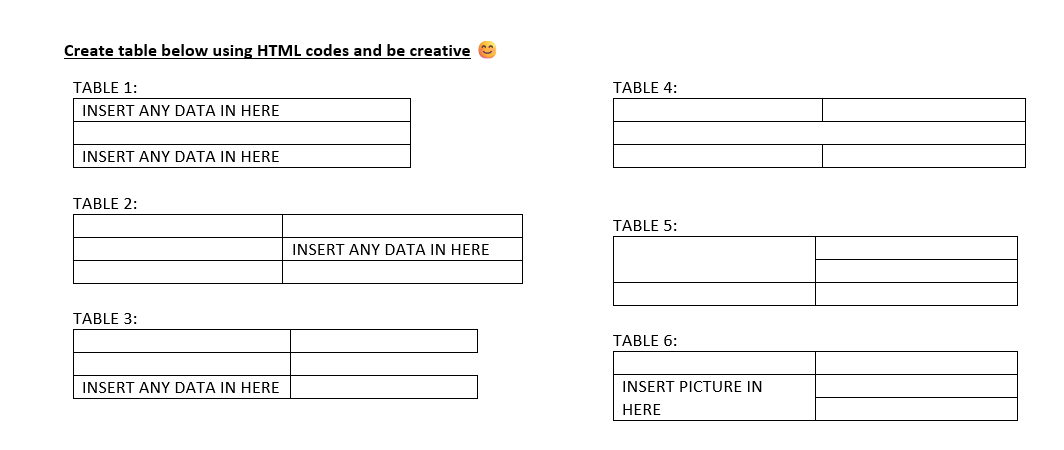 Create table below using HTML codes and be creative 😊
TABLE 1:
INSERT ANY DATA IN HERE
INSERT ANY DATA IN HERE
TABLE 2:
INSERT ANY DATA IN HERE
TABLE 3:
INSERT ANY DATA IN HERE
TABLE 4:
TABLE 5:
TABLE 6:
INSERT PICTURE IN
HERE